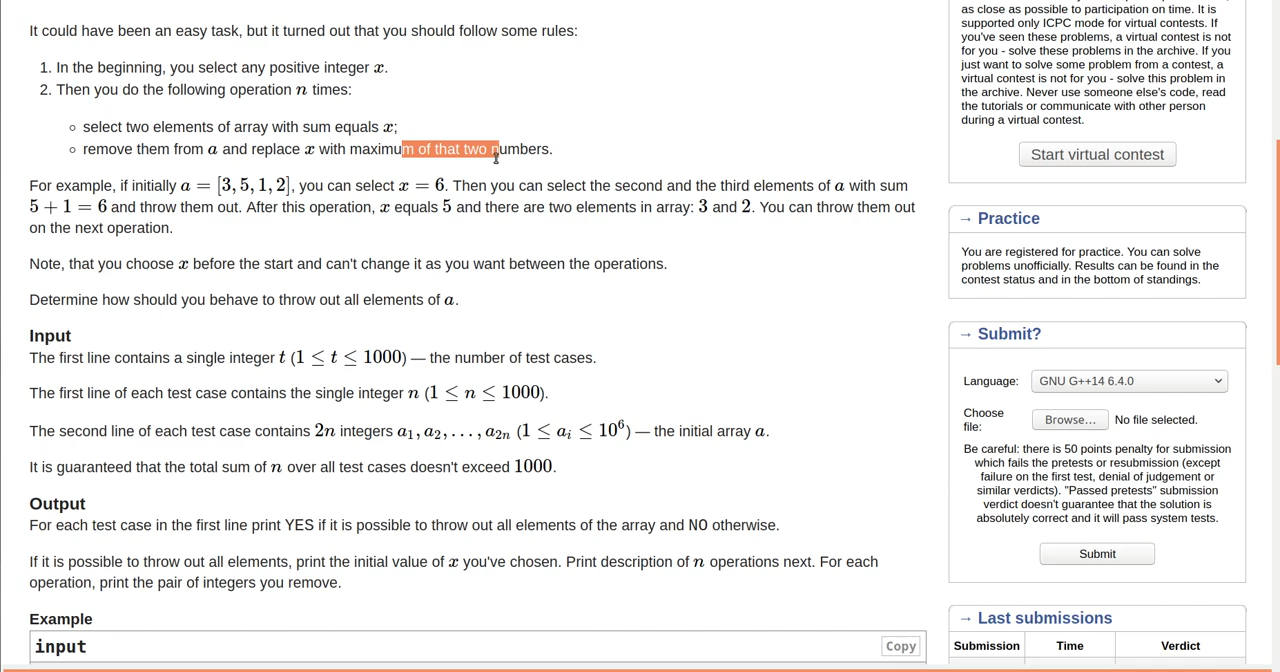 It could have been an easy task, but it turned out that you should follow some rules:
1. In the beginning, you select any positive integer x.
2. Then you do the following operation n times:
select two elements of array with sum equals x;
remove them from a and replace x with maximum of that two numbers.
For example, if initially a = [3, 5, 1, 2], you can select x = 6. Then you can select the second and the third elements of a with sum
5 + 1 = 6 and throw them out. After this operation, x equals 5 and there are two elements in array: 3 and 2. You can throw them out
on the next operation.
Note, that you choose x before the start and can't change it as you want between the operations.
Determine how should you behave to throw out all elements of a.
Input
The first line contains a single integer t (1 ≤ t ≤ 1000) — the number of test cases.
The first line of each test case contains the single integer n (1 ≤ n ≤ 1000).
The second line of each test case contains 2n integers a₁, a₂, . . . , a₂ₙ (1 ≤ aᵢ ≤ 10⁶) — the initial array a.
It is guaranteed that the total sum of n over all test cases doesn't exceed 1000.
Output
For each test case in the first line print YES if it is possible to throw out all elements of the array and NO otherwise.
If it is possible to throw out all elements, print the initial value of x you've chosen. Print description of n operations next. For each
operation, print the pair of integers you remove.
Example
input
Copy
as close as possible to participation on time. It is
supported only ICPC mode for virtual contests. If
you've seen these problems, a virtual contest is not
for you - solve these problems in the archive. If you
just want to solve some problem from a contest, a
virtual contest is not for you - solve this problem in
the archive. Never use someone else's code, read
the tutorials or communicate with other person
during a virtual contest.
Start virtual contest
→ Practice
You are registered for practice. You can solve
problems unofficially. Results can be found in the
contest status and in the bottom of standings.
→ Submit?
Language: GNU G++14 6.4.0
Choose
file: Browse... No file selected.
Be careful: there is 50 points penalty for submission
which fails the pretests or resubmission (except
failure on the first test, denial of judgement or
similar verdicts). "Passed pretests" submission
verdict doesn't guarantee that the solution is
absolutely correct and it will pass system tests.
Submit
→ Last submissions
Submission Time Verdict